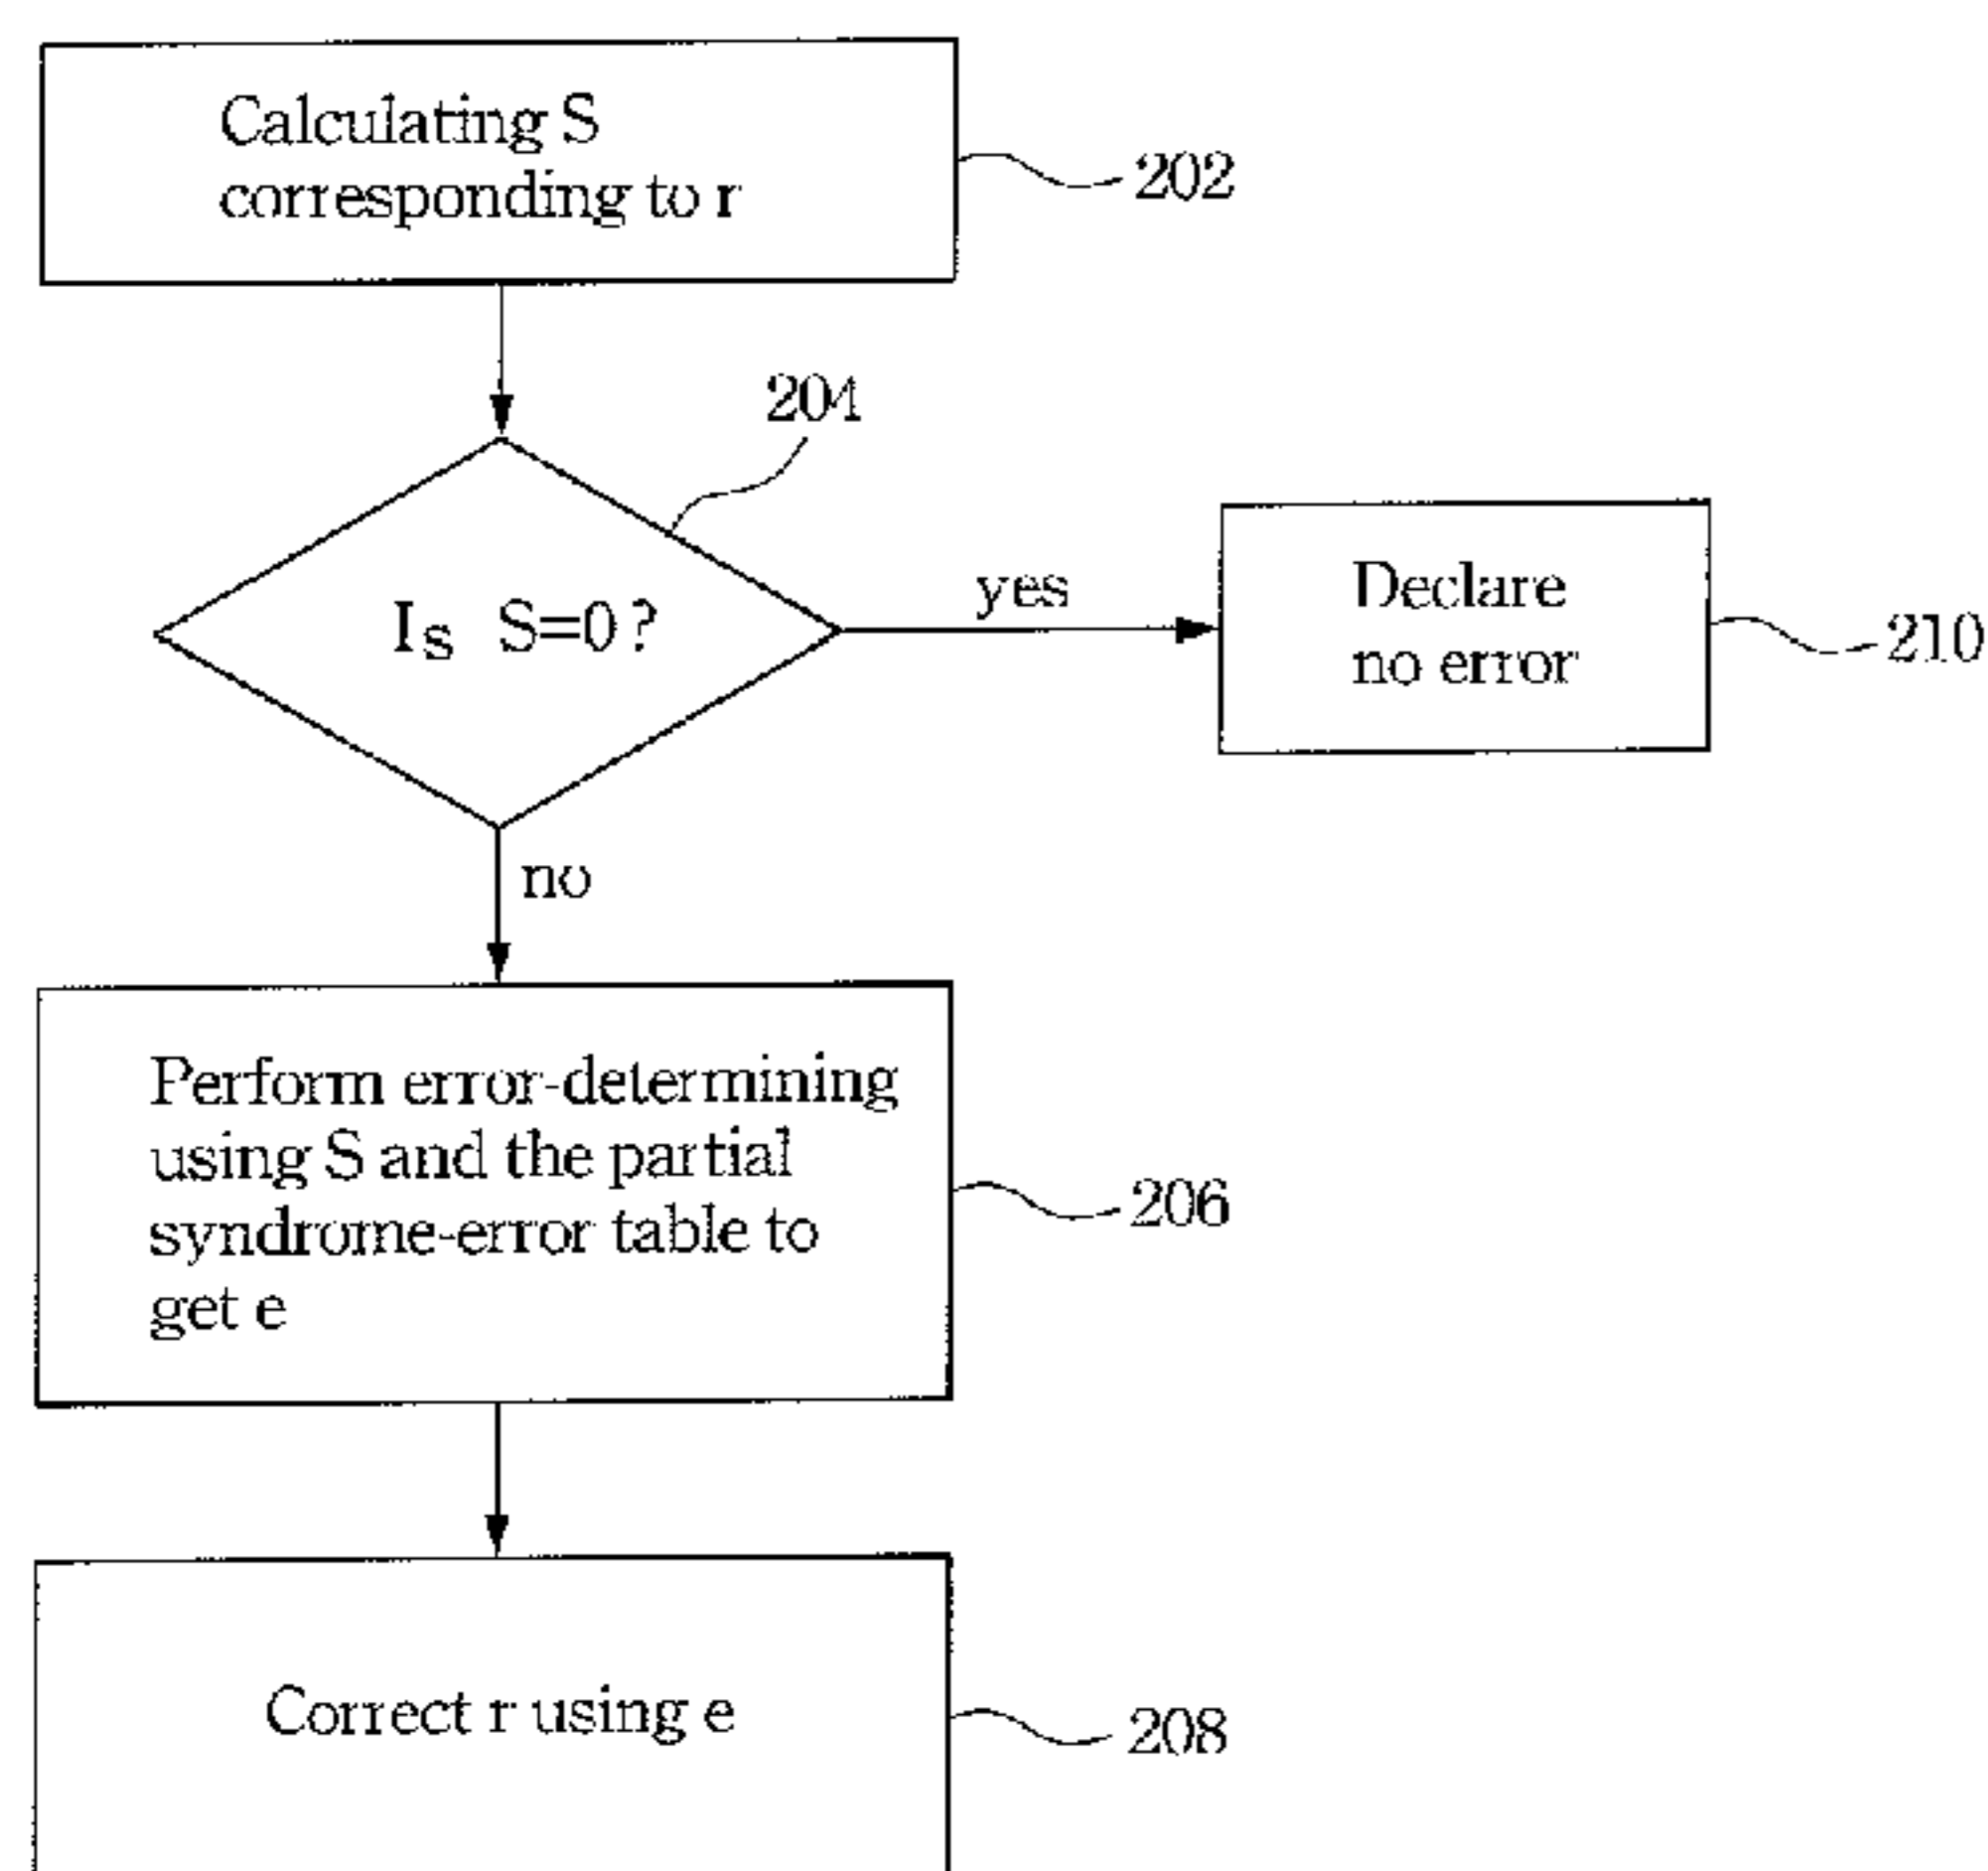 Calculating S
corresponding to r
202
204
Is S=0?
yes
Declare
no error
210
no
Perform error-determining
using S and the partial
syndrome-error table to
get e
206
Correct r using e
208